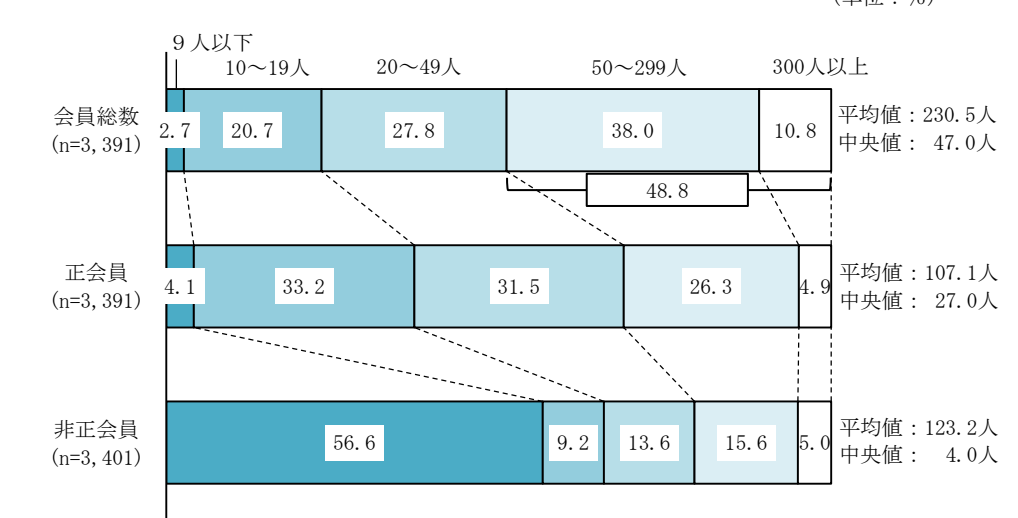 (単位：%)
９人以下
10～19人
20～49人
50～299人
300人以上
会員総数
(n=3,391)
2.7
20.7
27.8
38.0
10.8
平均値：230.5人
中央値： 47.0人
48.8
正会員
(n=3,391)
4.1
33.2
31.5
26.3
4.9
平均値：107.1人
中央値： 27.0人
非正会員
(n=3,401)
56.6
9.2
13.6
15.6
5.0
平均値：123.2人
中央値： 4.0人